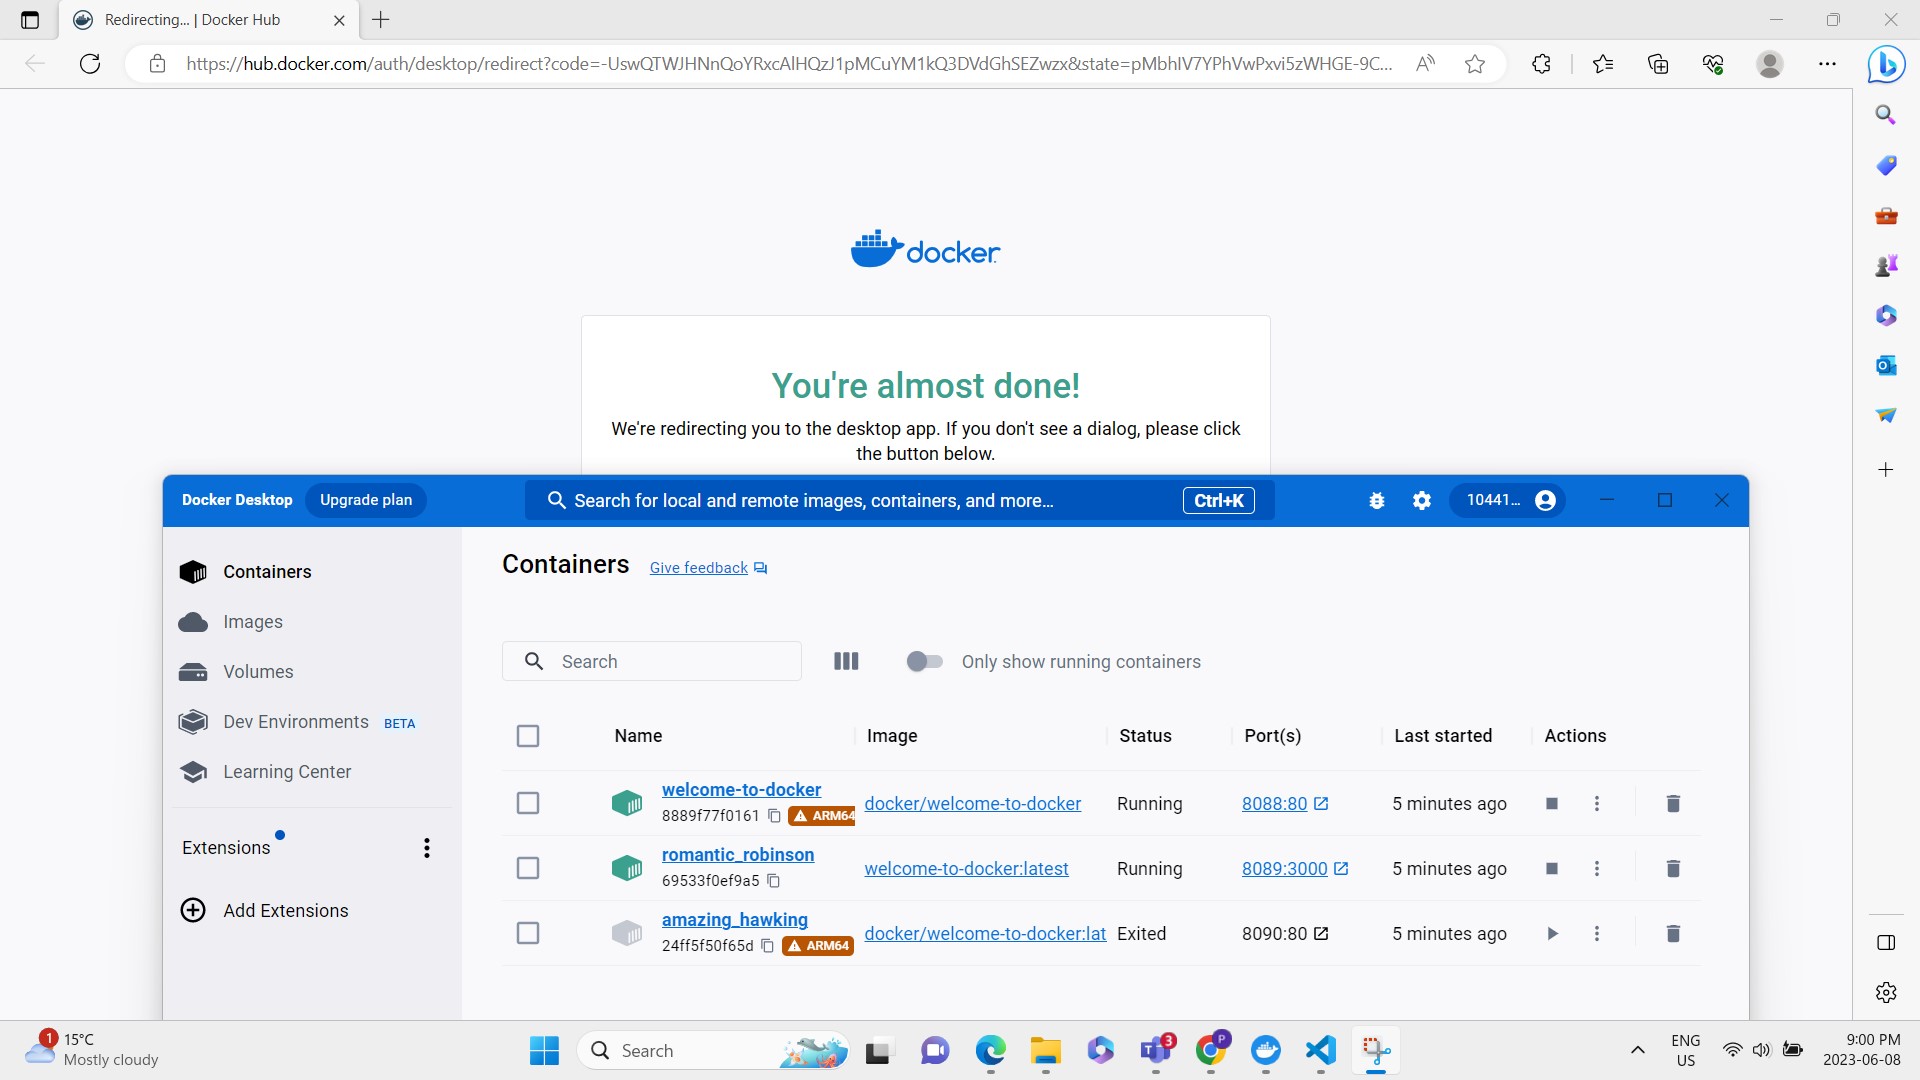 Redirecting... | Docker Hub
https://hub.docker.com/auth/desktop/redirect?code=-UswQTWJHNnQoYRxcAlHQzJ1pMCuYM1kQ3DVdGhSEZwzx&state=pMbhIV7YPhVwPxvi5zWHGE-9C...
docker
You're almost done!
We're redirecting you to the desktop app. If you don't see a dialog, please click
the button below.
Docker Desktop Upgrade plan Search for local and remote images, containers, and more... Ctrl+K 10441...
Containers
Images
Volumes
Dev Environments BETA
Learning Center
Extensions
Add Extensions
Containers Give feedback
Search Only show running containers
Name Image Status Port(s) Last started Actions
welcome-to-docker
8889f77f0161 ARM64 docker/welcome-to-docker Running 8088:80 5 minutes ago
romantic_robinson
69533f0ef9a5 welcome-to-docker:latest Running 8089:3000 5 minutes ago
amazing_hawking
24ff5f50f65d ARM64 docker/welcome-to-docker:lat Exited 8090:80 5 minutes ago
1 15°C
Mostly cloudy
Search
3
P
ENG
US
9:00 PM
2023-06-08